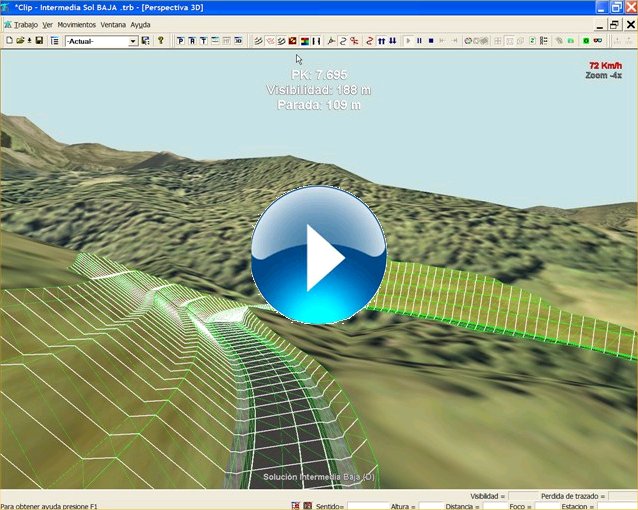 *Clip - Intermedia Sol BAJA .trb - [Perspectiva 3D]
Trabajo Ver Movimientos Ventana Ayuda
-Actual-
72 Km/h
Zoom -4x
PK: 7.695
Visibilidad: 188 m
Parada: 109 m
Solución Intermedia Baja (D)
Visibilidad = Perdida de trazado =
Para obtener ayuda presione F1 Sentido= Altura = Distancia = Foco = Estacion =